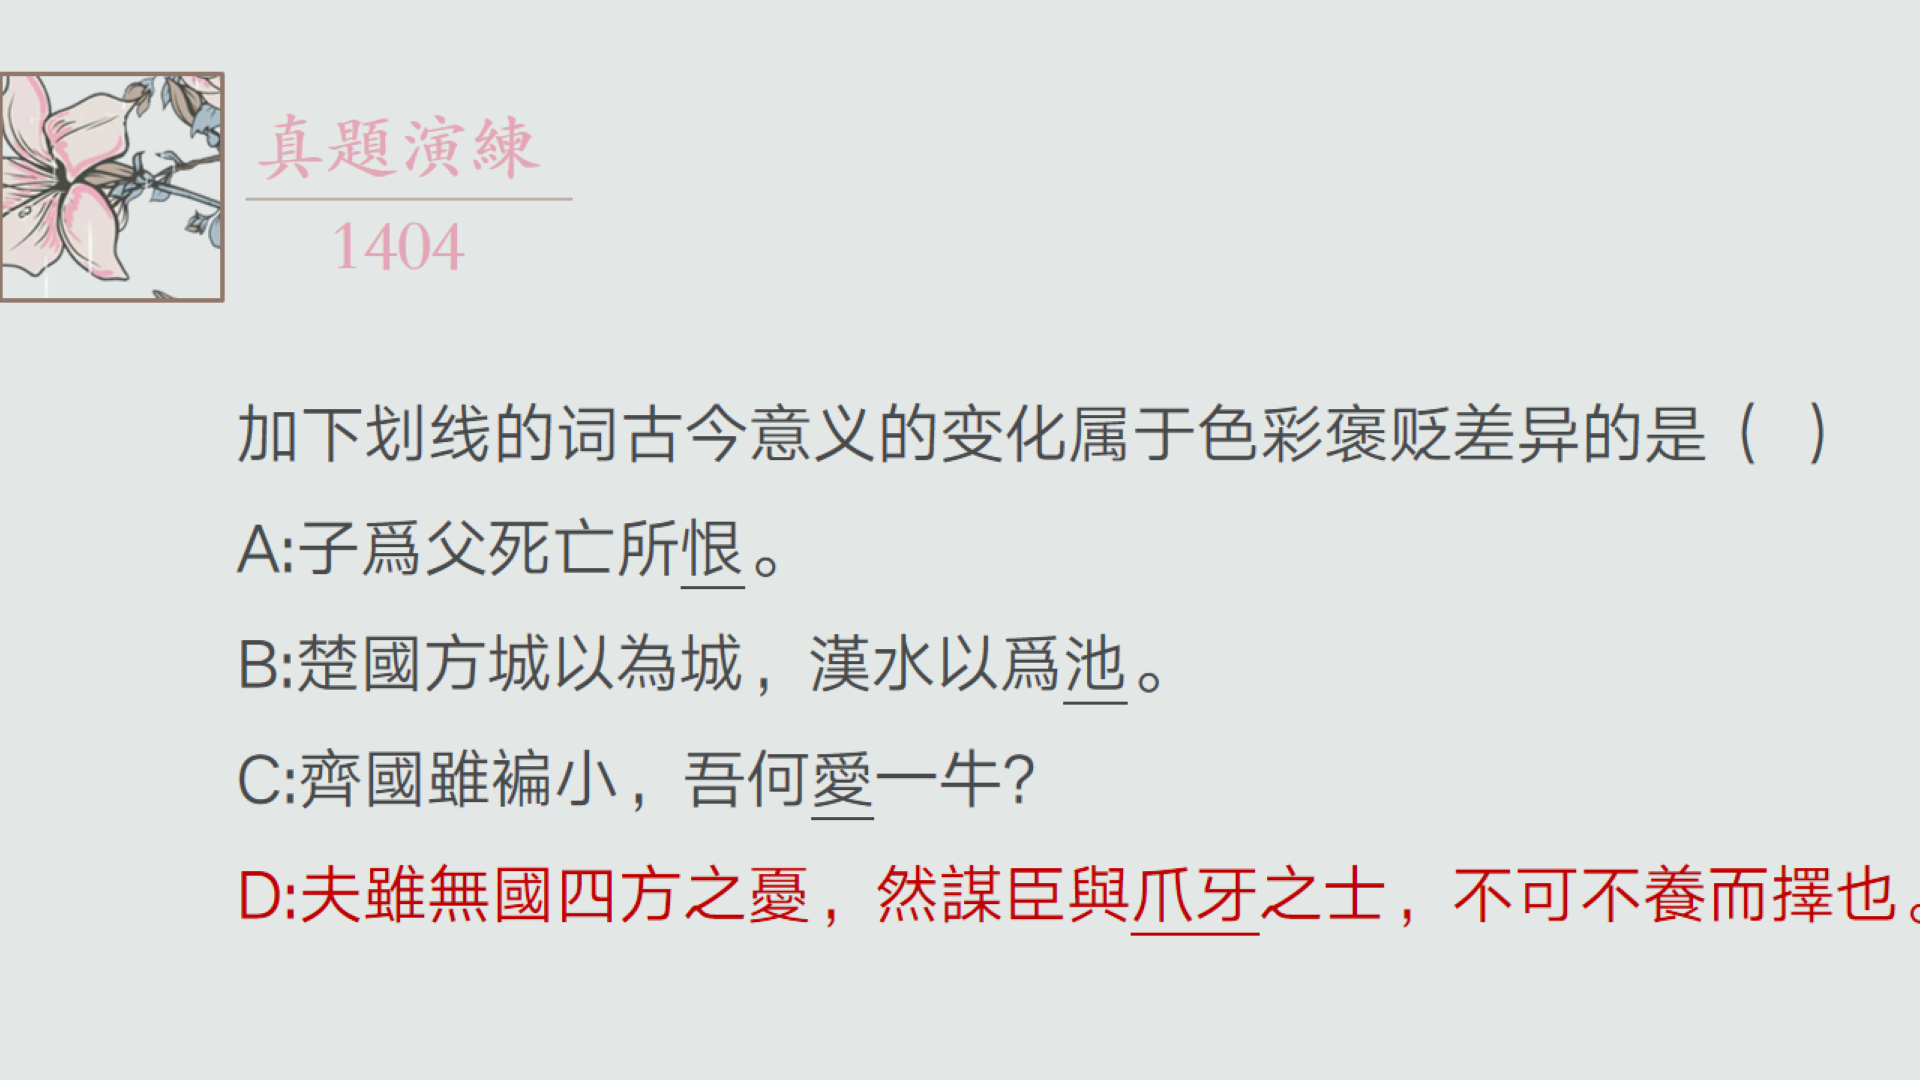 真題演練
1404
加下划线的词古今意义的变化属于色彩褒贬差异的是（ ）
A:子爲父死亡所恨。
B:楚國方城以為城，漢水以爲池。
C:齊國雖褊小，吾何愛一牛?
D:夫雖無國四方之憂，然謀臣與爪牙之士，不可不養而擇也。